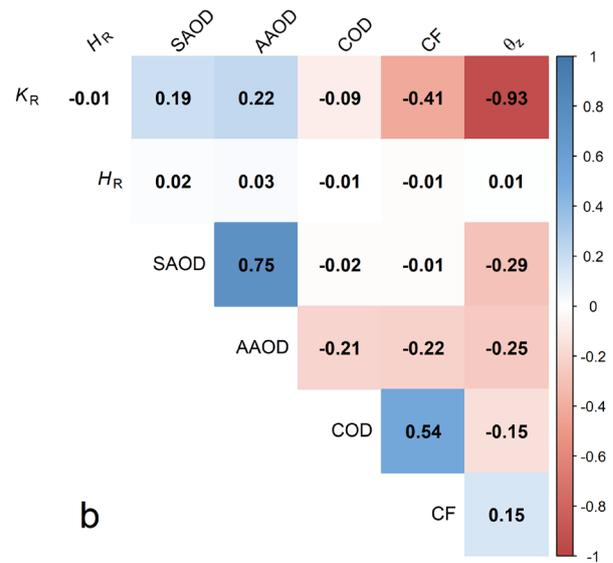 HR SAOD AAOD COD CF θz
KR -0.01 0.19 0.22 -0.09 -0.41 -0.93
HR 0.02 0.03 -0.01 -0.01 0.01
SAOD 0.75 -0.02 -0.01 -0.29
AAOD -0.21 -0.22 -0.25
COD 0.54 -0.15
CF 0.15
b
1
0.8
0.6
0.4
0.2
0
-0.2
-0.4
-0.6
-0.8
-1